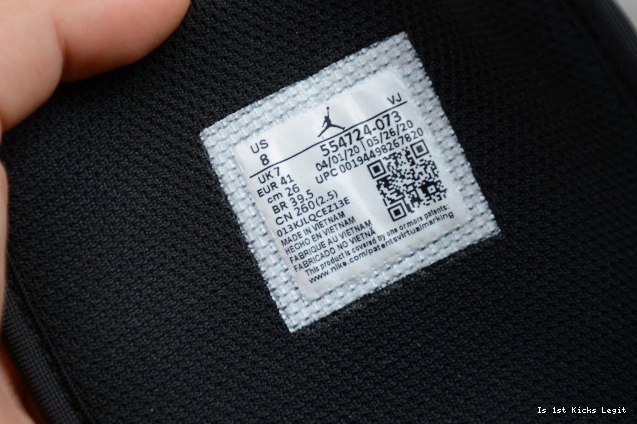 US
8
VJ
UK 7
554724-073
EUR 41
04/01/20 | 05/26/20
cm 26
UPC 00194498267820
BR 39.5
CN 260(2.5)
013KJLQCEZ13E
MADE IN VIETNAM
HECHO EN VIETNAM
FABRIQUE AU VIETNAM
FABRICADO NO VIETNA
This product is covered by one or more patents:
www.nike.com/patentsvirtualmarking
Is 1st Kicks Legit